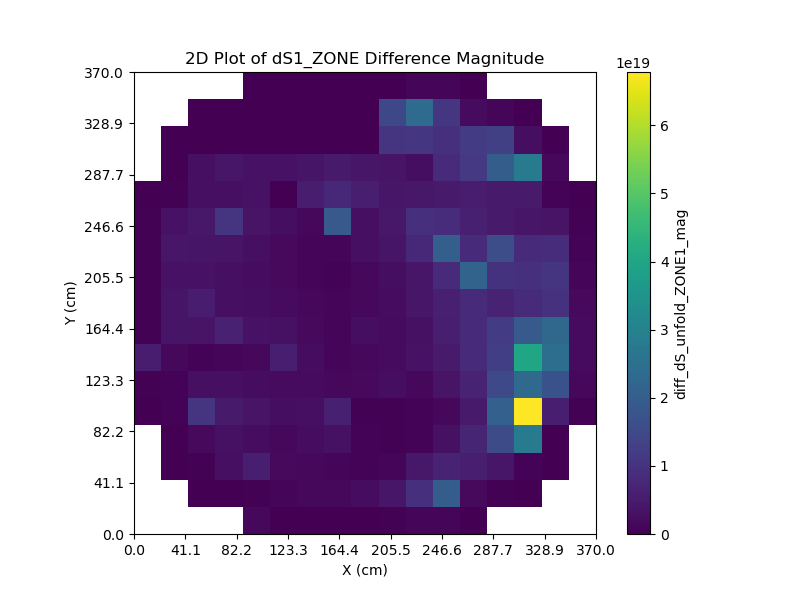 2D Plot of dS1_ZONE Difference Magnitude
1e19
370.0
328.9
287.7
246.6
205.5
164.4
123.3
82.2
41.1
0.0
Y (cm)
0.0 41.1 82.2 123.3 164.4 205.5 246.6 287.7 328.9 370.0
X (cm)
6
5
4
3
2
1
0
diff_dS_unfold_ZONE1_mag